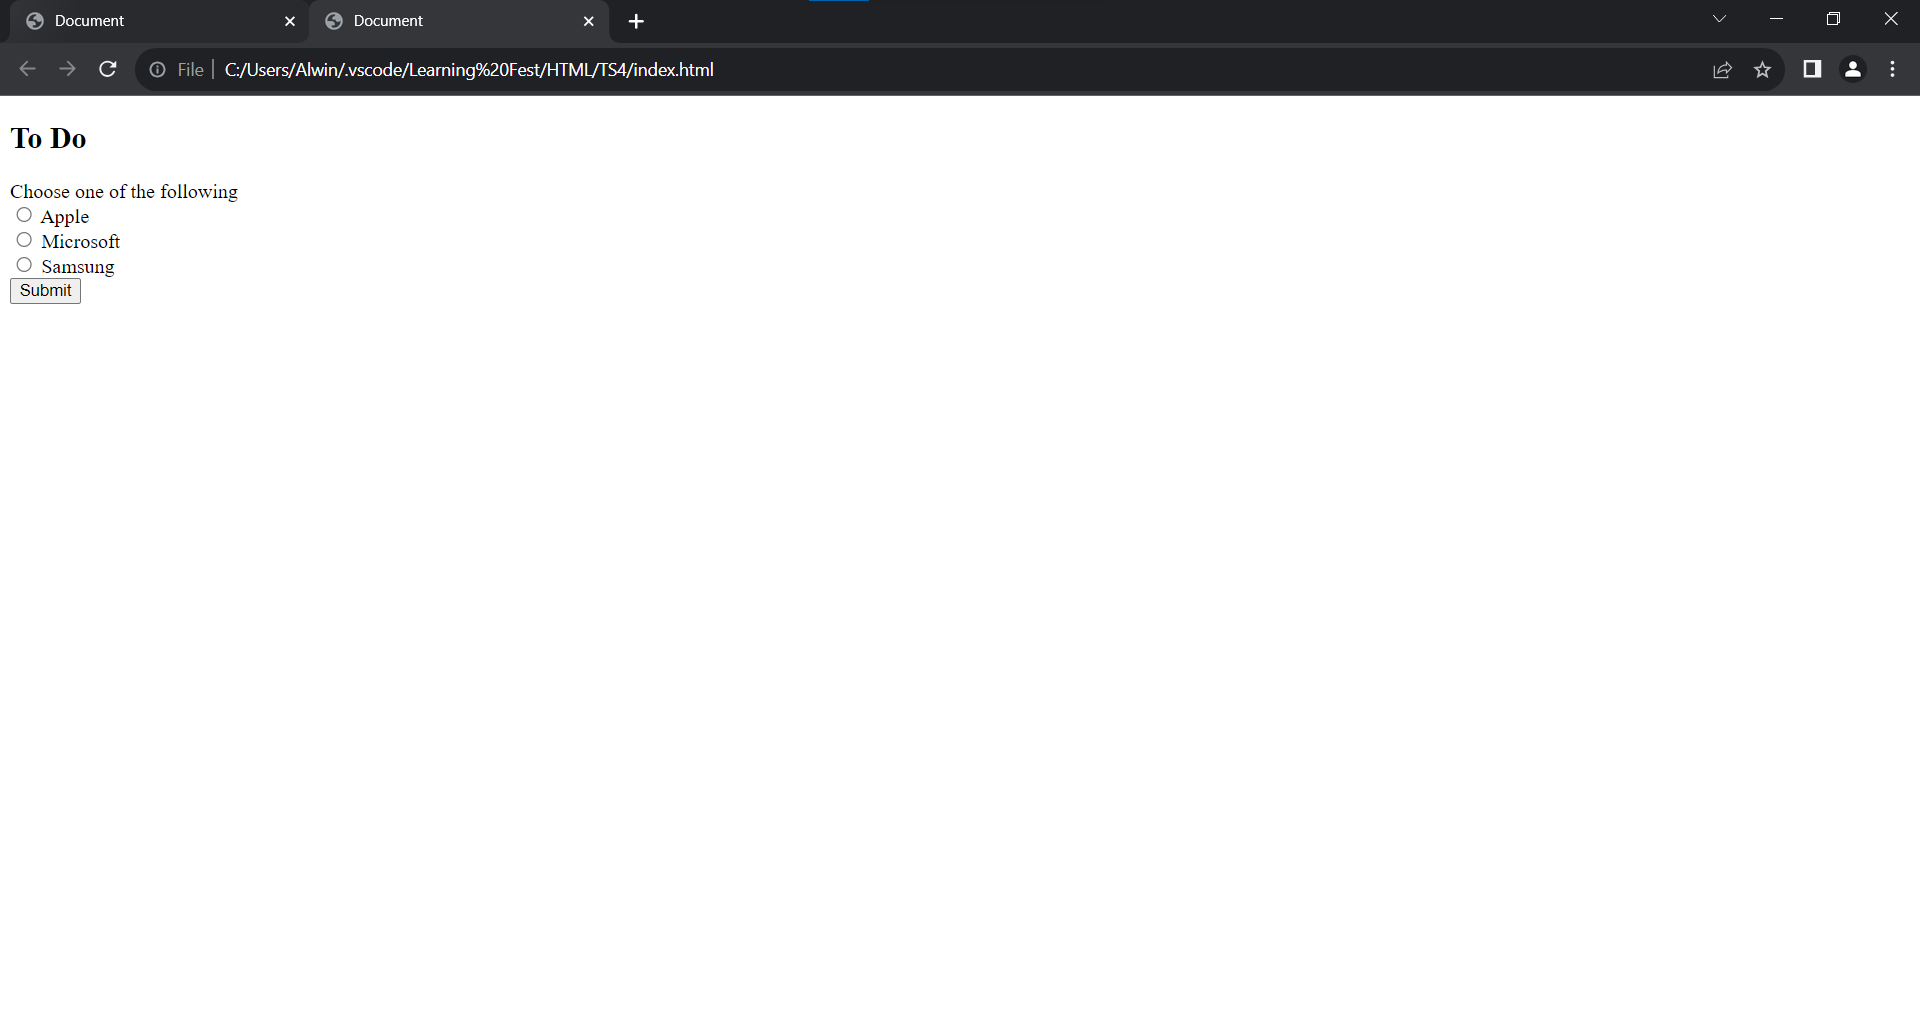 Document
Document
File
C:/Users/Alwin/.vscode/Learning%20Fest/HTML/TS4/index.html
To Do
Choose one of the following
Apple
Microsoft
Samsung
Submit